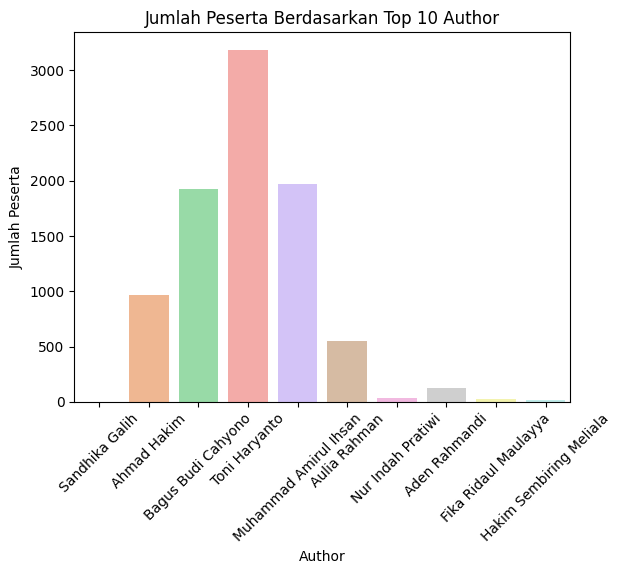 Jumlah Peserta Berdasarkan Top 10 Author
3000
2500
2000
1500
1000
500
0
Jumlah Peserta
Sandhika Galih
Ahmad Hakim
Bagus Budi Cahyono
Toni Haryanto
Muhammad Amirul Ihsan
Aulia Rahman
Nur Indah Pratiwi
Aden Rahmandi
Fika Ridaul Maulayya
Hakim Sembiring Meliala
Author